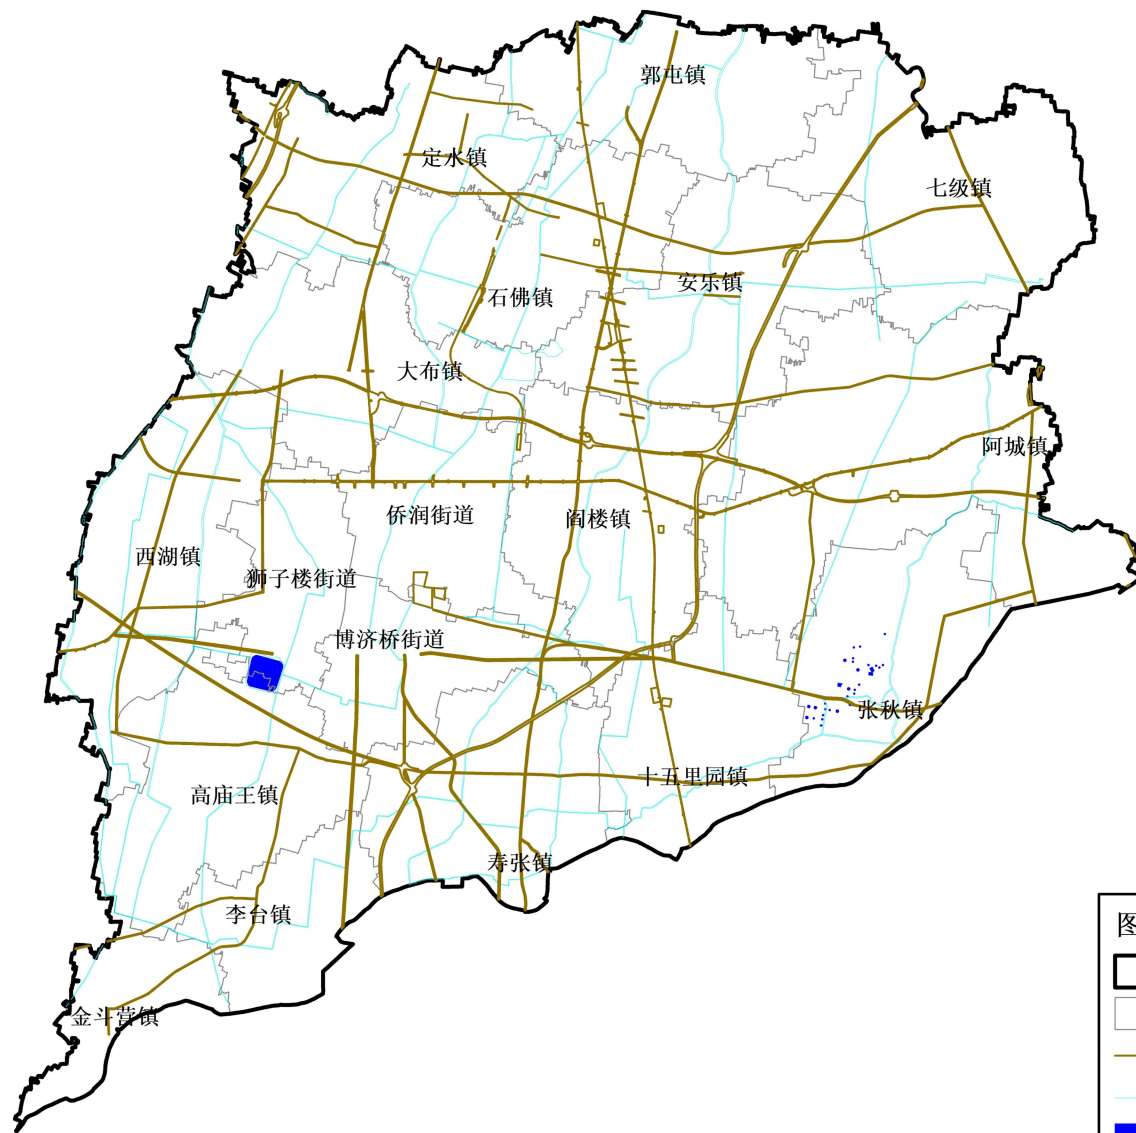 郭屯镇
定水镇
七级镇
安乐镇
石佛镇
大布镇
阿城镇
侨润街道
阎楼镇
西湖镇
狮子楼街道
博济桥街道
张秋镇
十五里园镇
高庙王镇
寿张镇
李台镇
图
金斗营镇